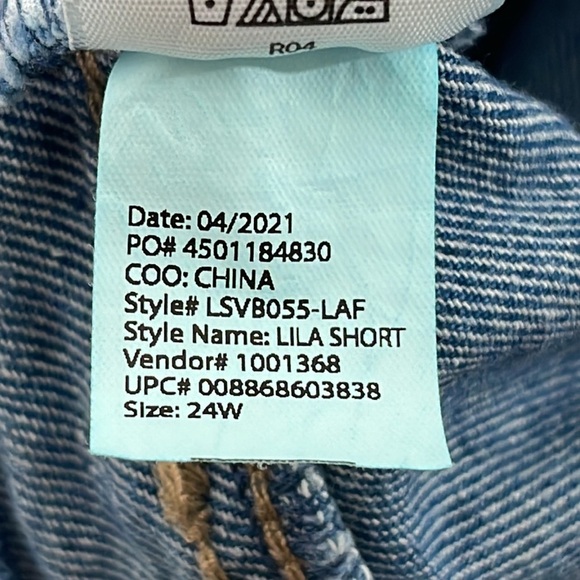 R04
Date: 04/2021
PO# 4501184830
COO: CHINA
Style# LSVB055-LAF
Style Name: LILA SHORT
Vendor# 1001368
UPC# 008868603838
Size: 24W